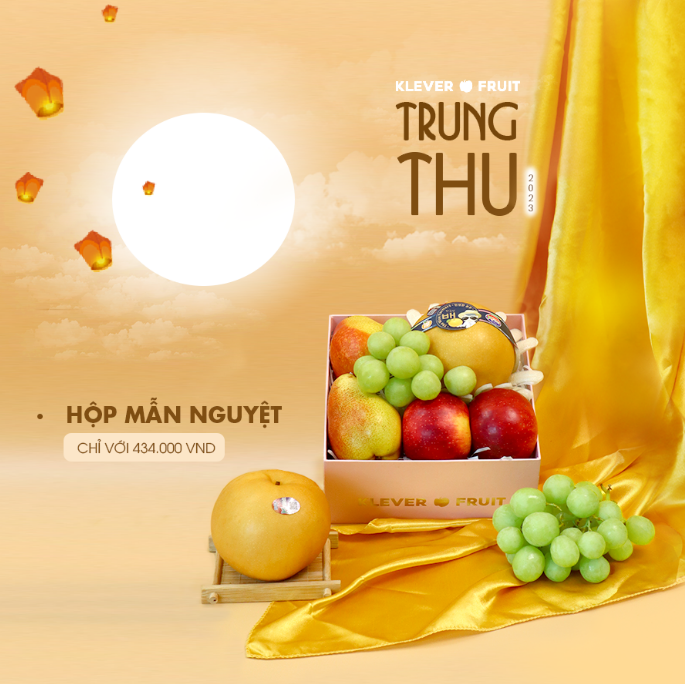 KLEVER FRUIT
TRUNG
THU
2023
HỘP MẪN NGUYỆT
CHỈ VỚI 434.000 VND
KLEVER FRUIT